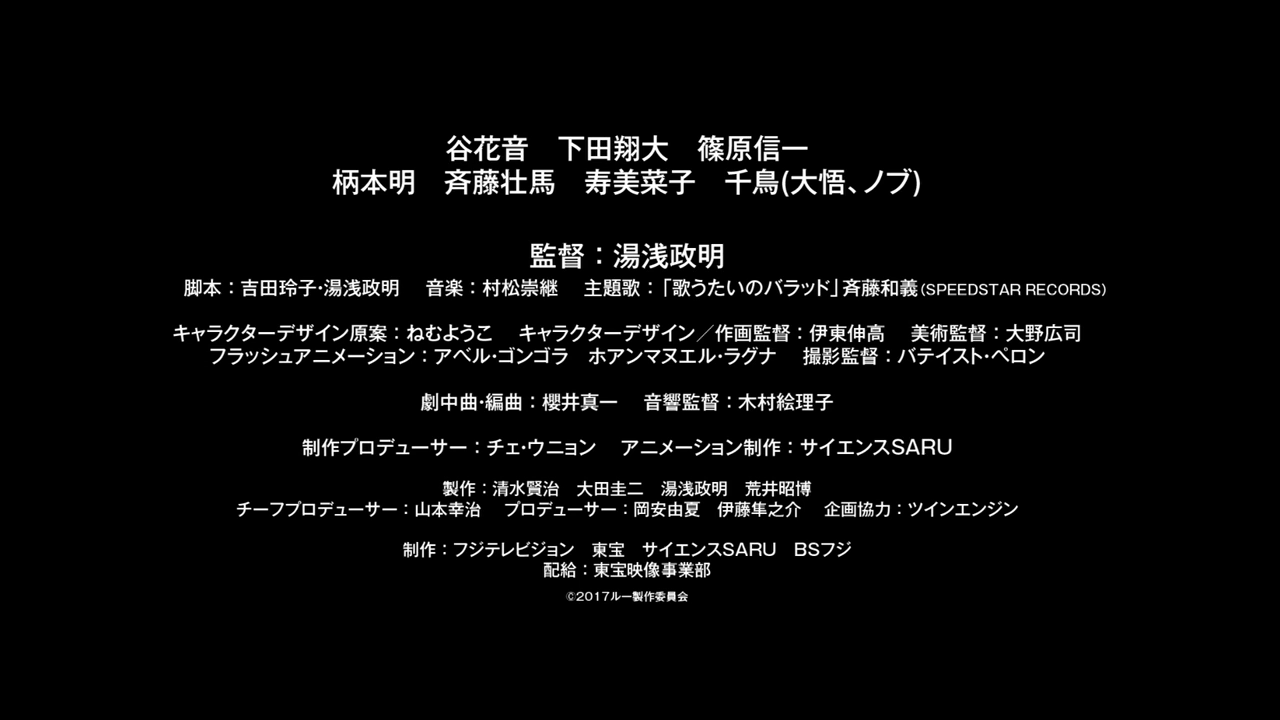 谷花音　下田翔大　篠原信一
柄本明　斉藤壮馬　寿美菜子　千鳥(大悟、ノブ)
監督：湯浅政明
脚本：吉田玲子・湯浅政明　音楽：村松崇継　主題歌：「歌うたいのバラッド」斉藤和義(SPEEDSTAR RECORDS)
キャラクターデザイン原案：ねむようこ　キャラクターデザイン／作画監督：伊東伸高　美術監督：大野広司
フラッシュアニメーション：アベル・ゴンゴラ　ホアンマヌエル・ラグナ　撮影監督：バテイスト・ペロン
劇中曲・編曲：櫻井真一　音響監督：木村絵理子
制作プロデューサー：チェ・ウニョン　アニメーション制作：サイエンスSARU
製作：清水賢治　大田圭二　湯浅政明　荒井昭博
チーフプロデューサー：山本幸治　プロデューサー：岡安由夏　伊藤隼之介　企画協力：ツインエンジン
制作：フジテレビジョン　東宝　サイエンスSARU　BSフジ
配給：東宝映像事業部
©2017ルー製作委員会